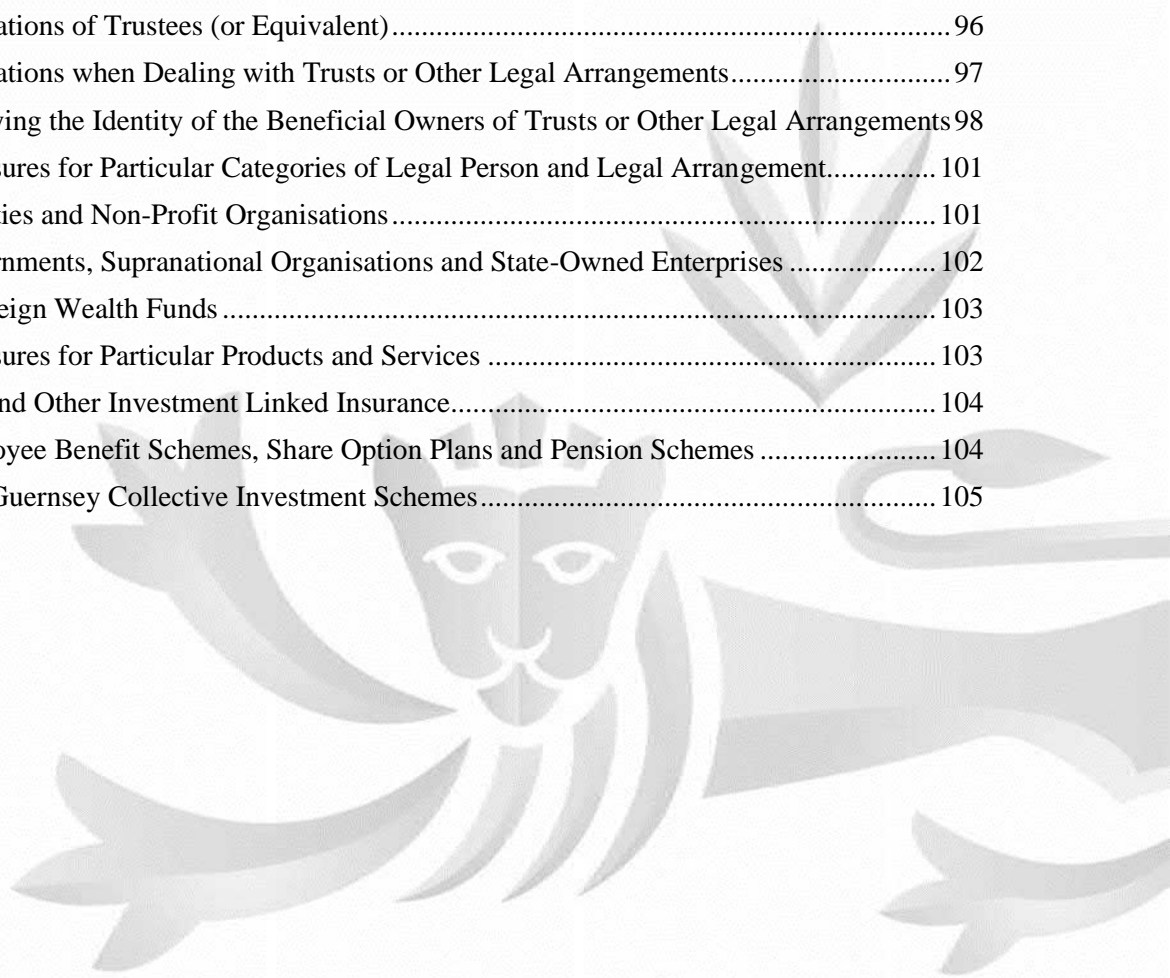 ations of Trustees (or Equivalent)..........................................................................96
ations when Dealing with Trusts or Other Legal Arrangements.............................97
ying the Identity of the Beneficial Owners of Trusts or Other Legal Arrangements 98
sures for Particular Categories of Legal Person and Legal Arrangement...............101
ties and Non-Profit Organisations..........................................................................101
rnments, Supranational Organisations and State-Owned Enterprises....................102
eign Wealth Funds.................................................................................................103
sures for Particular Products and Services.............................................................103
nd Other Investment Linked Insurance..................................................................104
oyee Benefit Schemes, Share Option Plans and Pension Schemes........................104
Guernsey Collective Investment Schemes..............................................................105